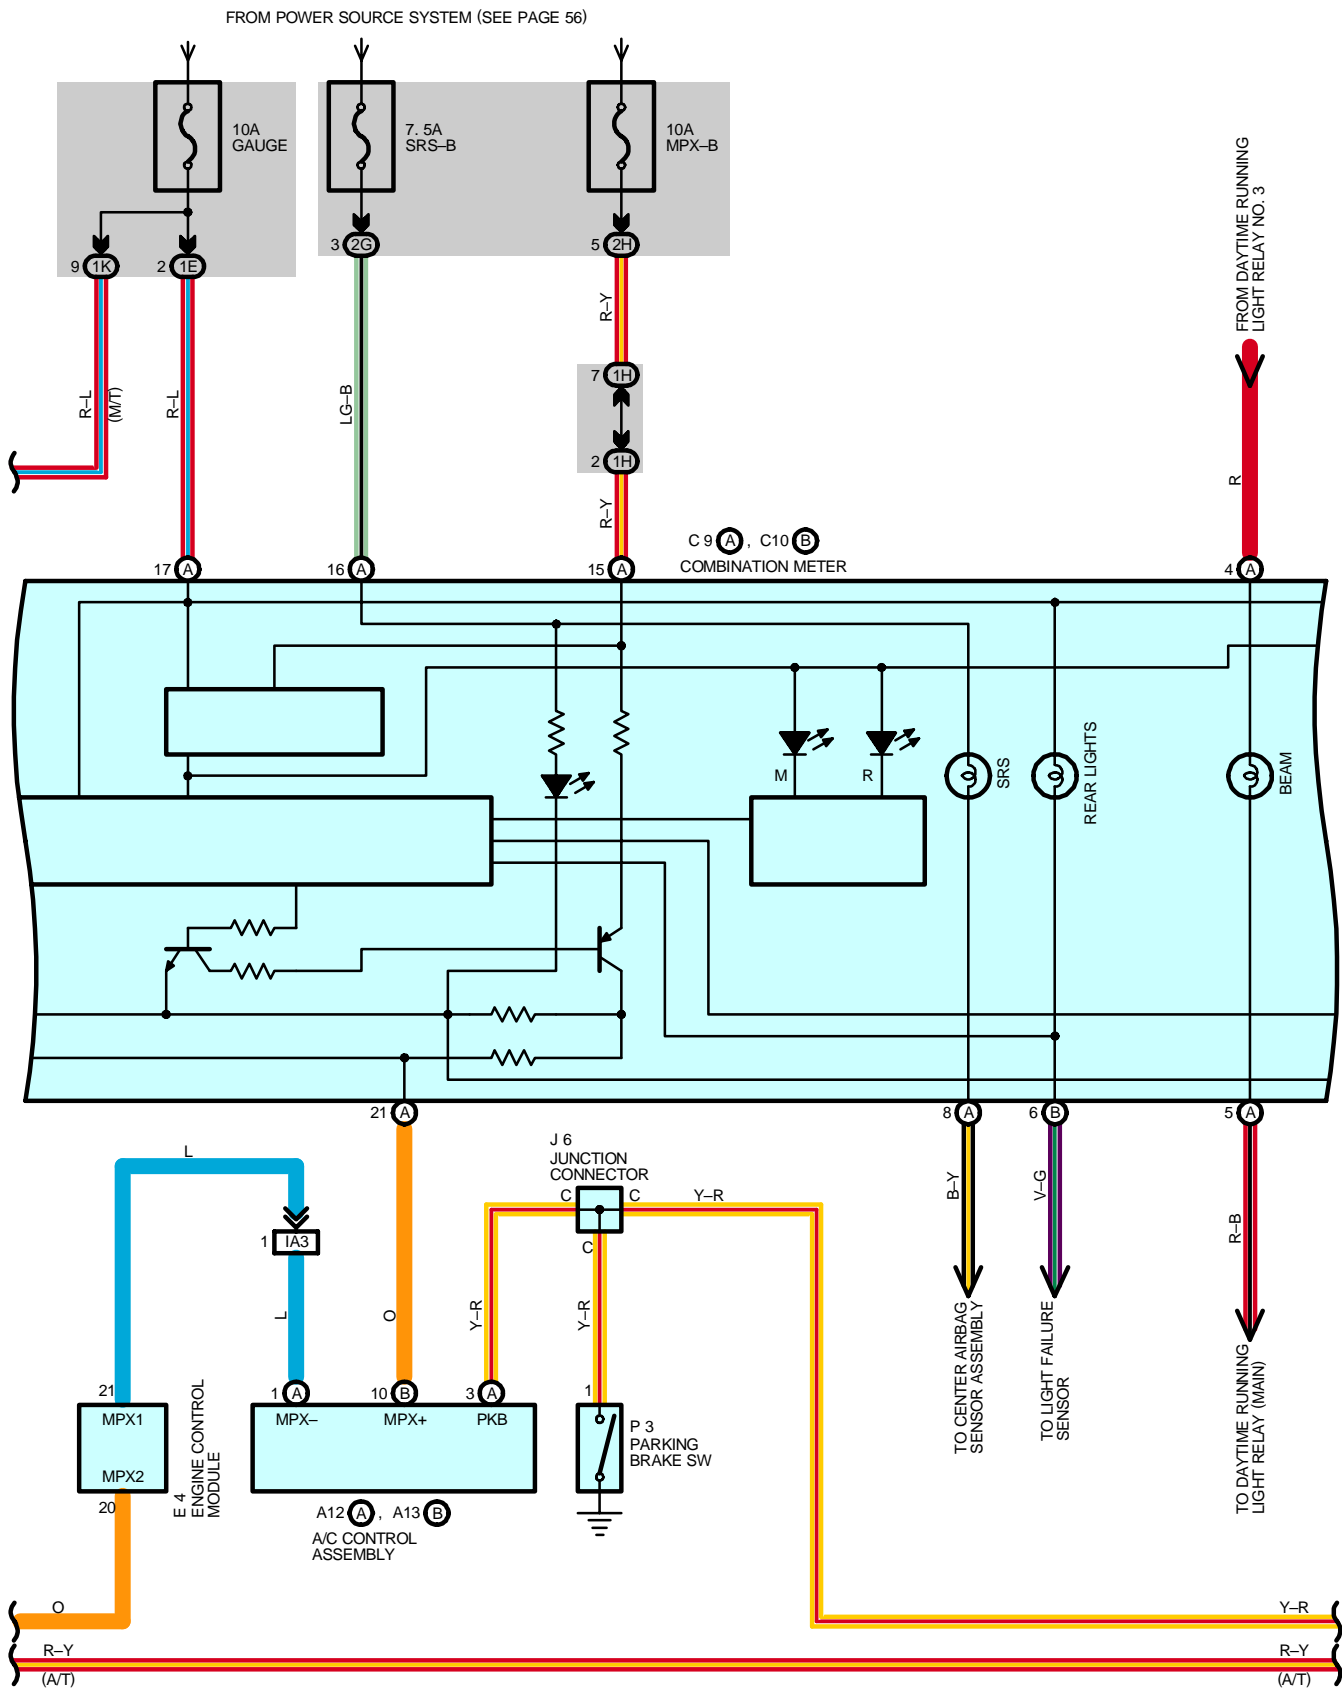 FROM POWER SOURCE SYSTEM (SEE PAGE 56)
10A
GAUGE
7. 5A
SRS–B
10A
MPX–B
FROM DAYTIME RUNNING
LIGHT RELAY NO. 3
3 2G
5 2H
9 1K
2 1E
R–Y
7 1H
R–L
(M/T)
R–L
LG–B
2 1H
R
R–Y
C 9 A , C10 B
COMBINATION METER
17 A
16 A
15 A
4 A
M
R
SRS
REAR LIGHTS
BEAM
21 A
8 A
6 B
5 A
L
J 6
JUNCTION
CONNECTOR
C
C
Y–R
B–Y
V–G
R–B
1 IA3
C
L
O
Y–R
Y–R
TO CENTER AIRBAG
SENSOR ASSEMBLY
TO LIGHT FAILURE
SENSOR
TO DAYTIME RUNNING
LIGHT RELAY (MAIN)
21
1 A
10 B
3 A
1
MPX1
MPX–
MPX+
PKB
P 3
PARKING
BRAKE SW
MPX2
E 4
ENGINE CONTROL
MODULE
20
A12 A , A13 B
A/C CONTROL
ASSEMBLY
O
Y–R
R–Y
(A/T)
R–Y
(A/T)